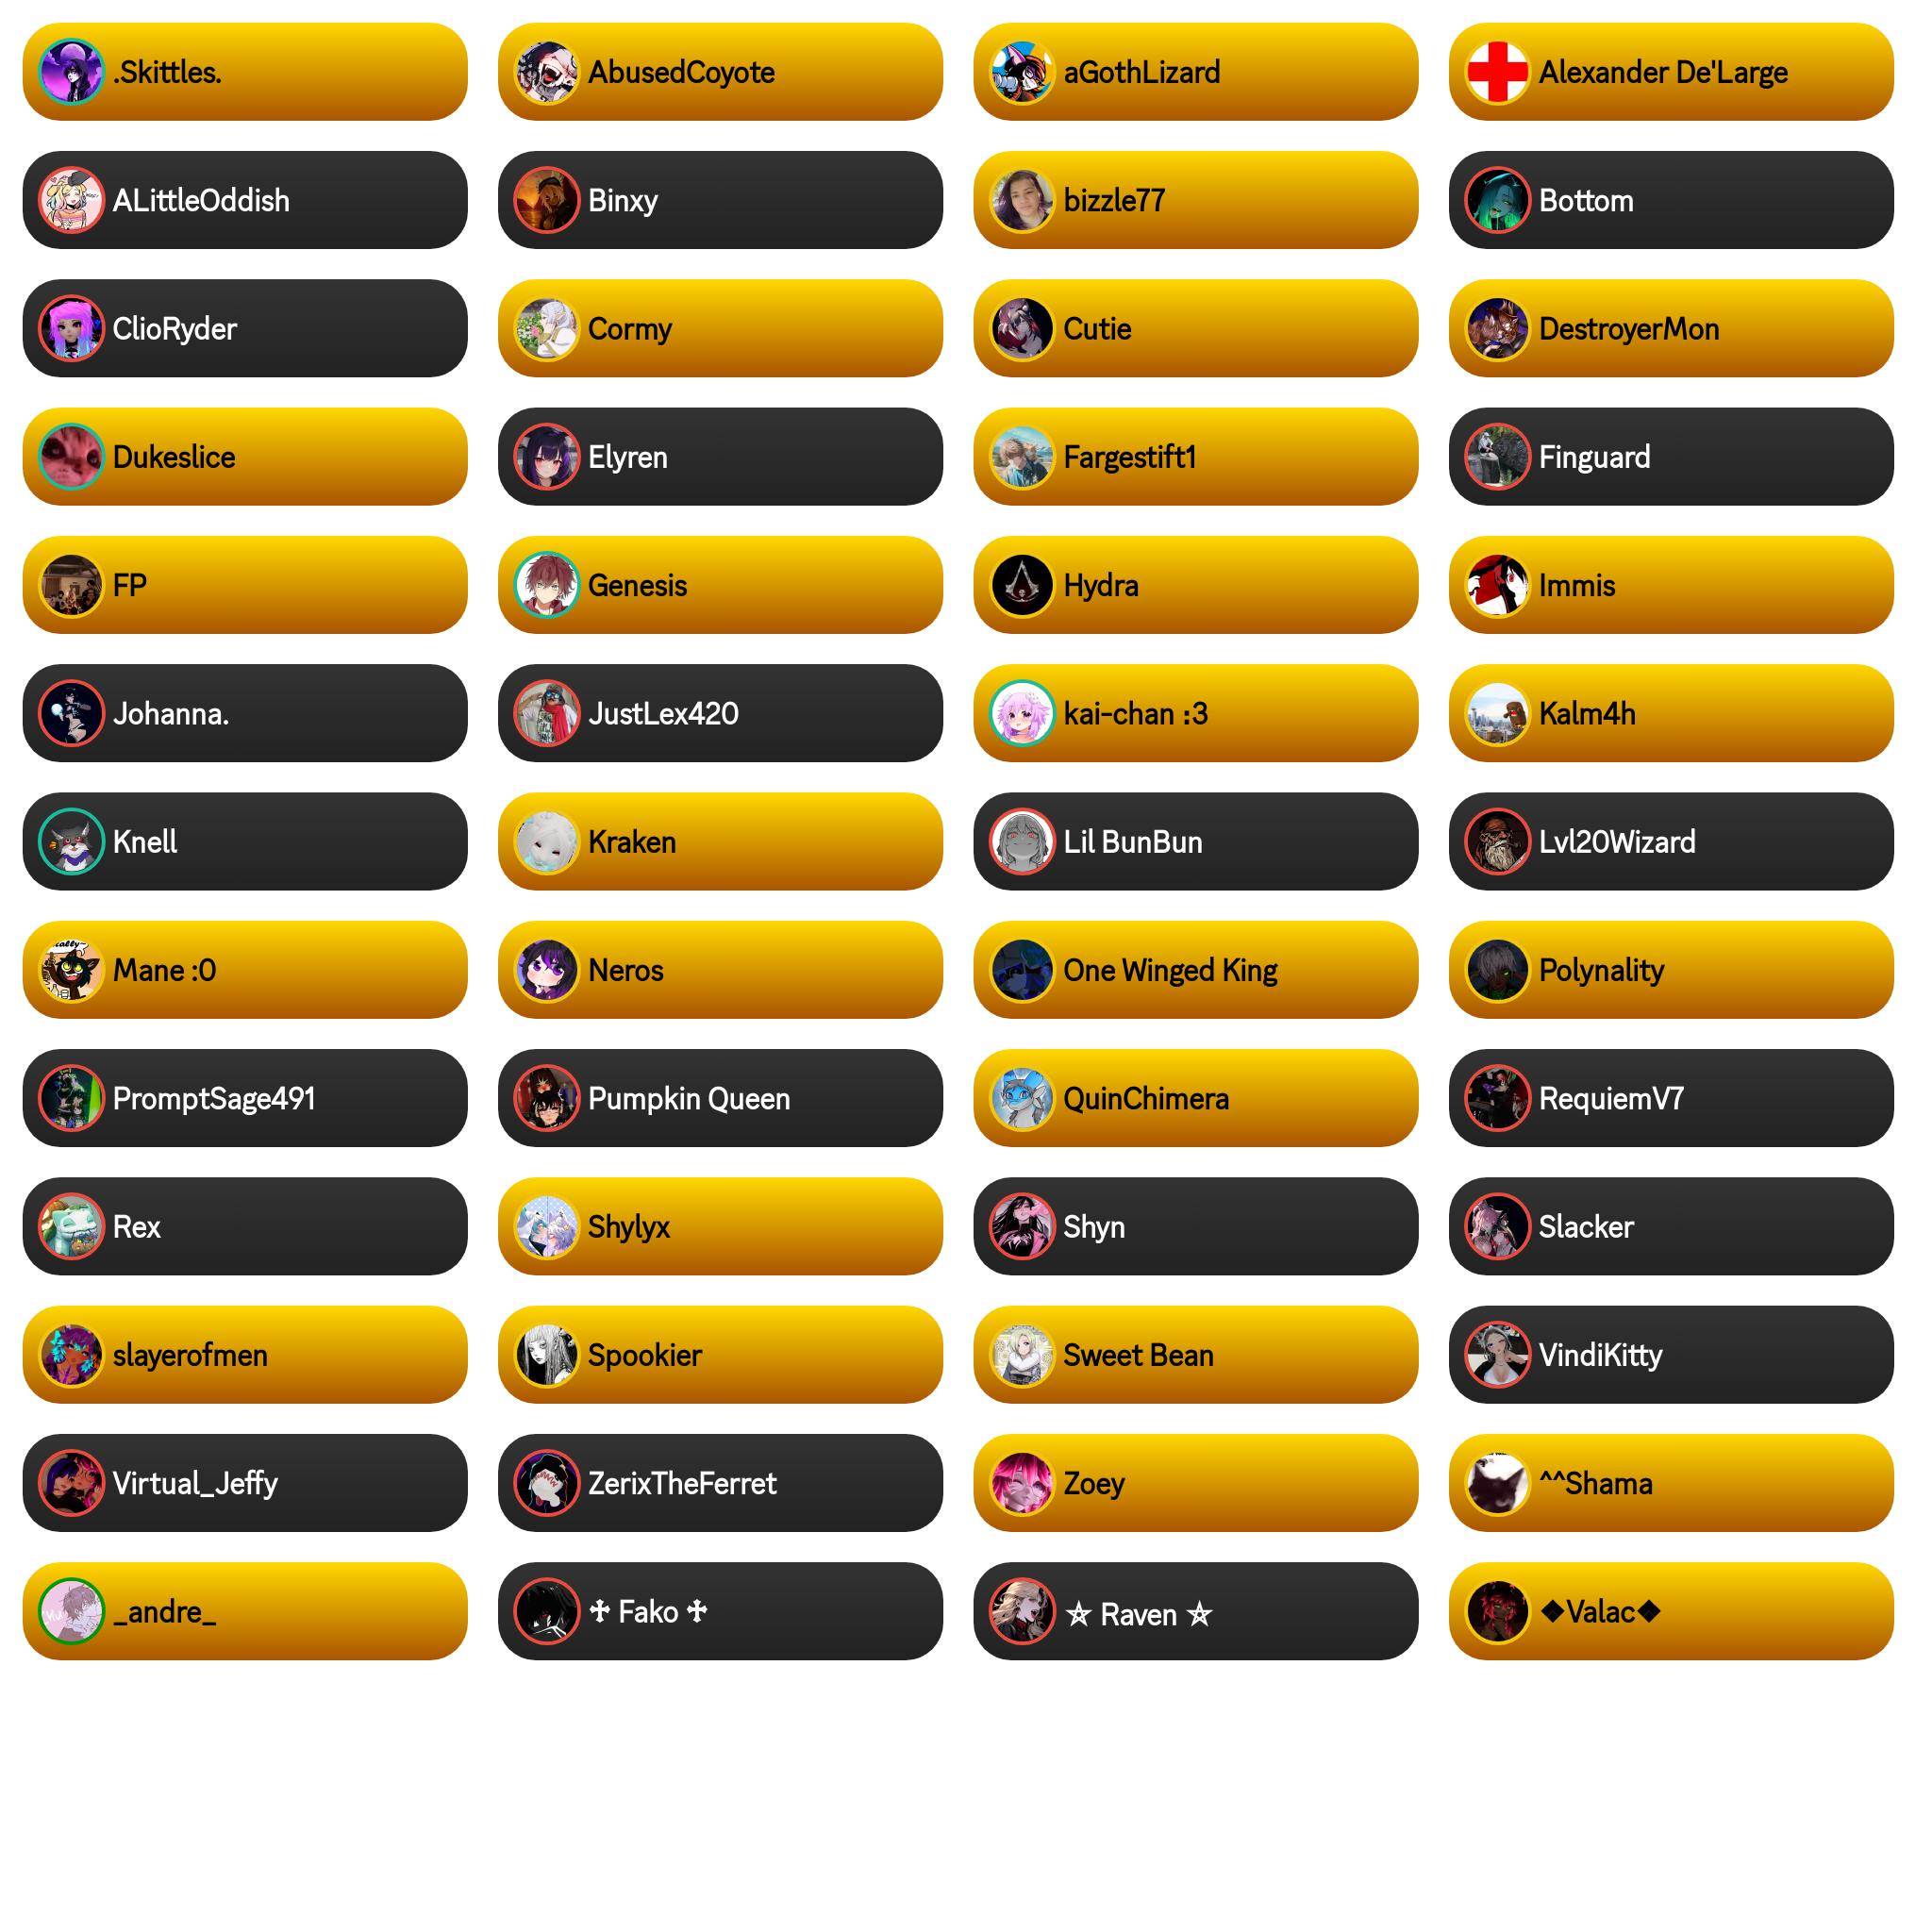 .Skittles.
AbusedCoyote
aGothLizard
Alexander De'Large
ALittleOddish
Binxy
bizzle77
Bottom
ClioRyder
Cormy
Cutie
DestroyerMon
Dukeslice
Elyren
Fargestift1
Finguard
FP
Genesis
Hydra
Immis
Johanna.
JustLex420
kai-chan :3
Kalm4h
Knell
Kraken
Lil BunBun
Lvl20Wizard
Mane :0
Neros
One Winged King
Polynality
PromptSage491
Pumpkin Queen
QuinChimera
RequiemV7
Rex
Shylyx
Shyn
Slacker
slayerofmen
Spookier
Sweet Bean
VindiKitty
Virtual_Jeffy
ZerixTheFerret
Zoey
^^Shama
_andre_
♱ Fako ♱
⛧ Raven ⛧
❖Valac❖